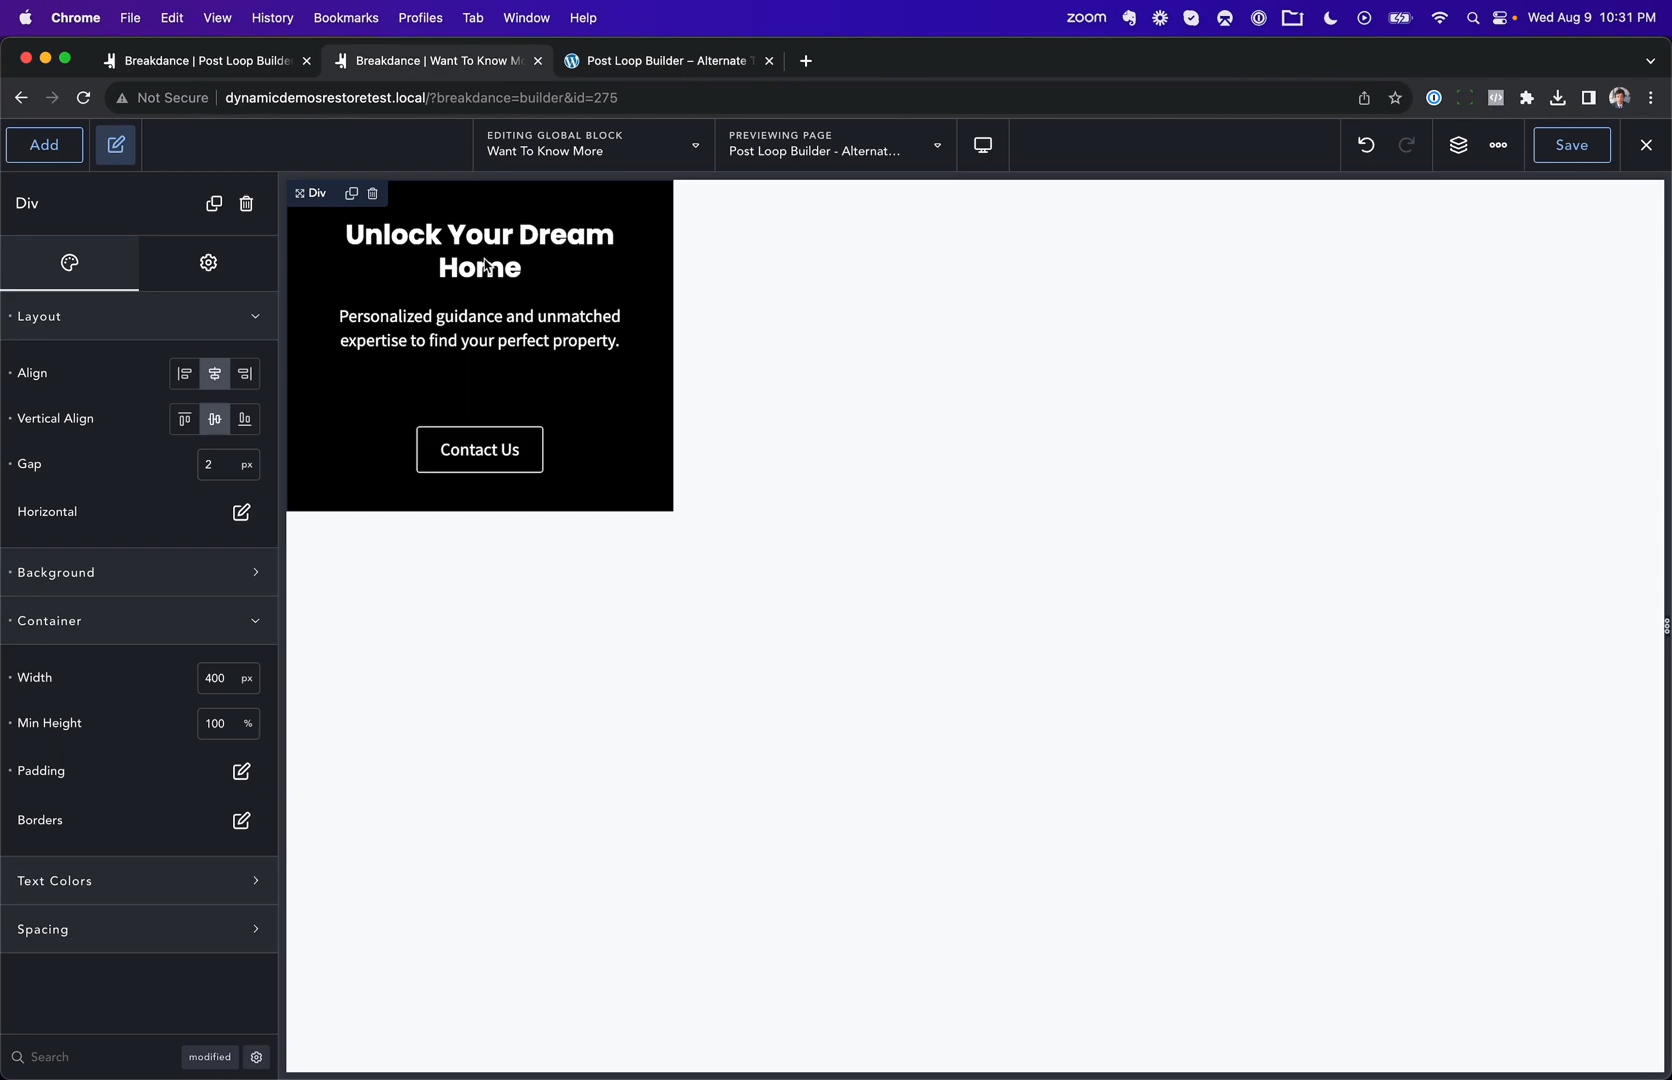 Chrome File Edit View History Bookmarks Profiles Tab Window Help zoom Wed Aug 9 10:31 PM
Breakdance | Post Loop Builde Breakdance | Want To Know Mo Post Loop Builder – Alternate
Not Secure dynamicdemosrestoretest.local/?breakdance=builder&id=275
Add
EDITING GLOBAL BLOCK
Want To Know More
PREVIEWING PAGE
Post Loop Builder - Alternat...
Save
Div
Layout
Align
Vertical Align
Gap 2 px
Horizontal
Background
Container
Width 400 px
Min Height 100 %
Padding
Borders
Text Colors
Spacing
Search modified
Div
Unlock Your Dream
Home
Personalized guidance and unmatched
expertise to find your perfect property.
Contact Us